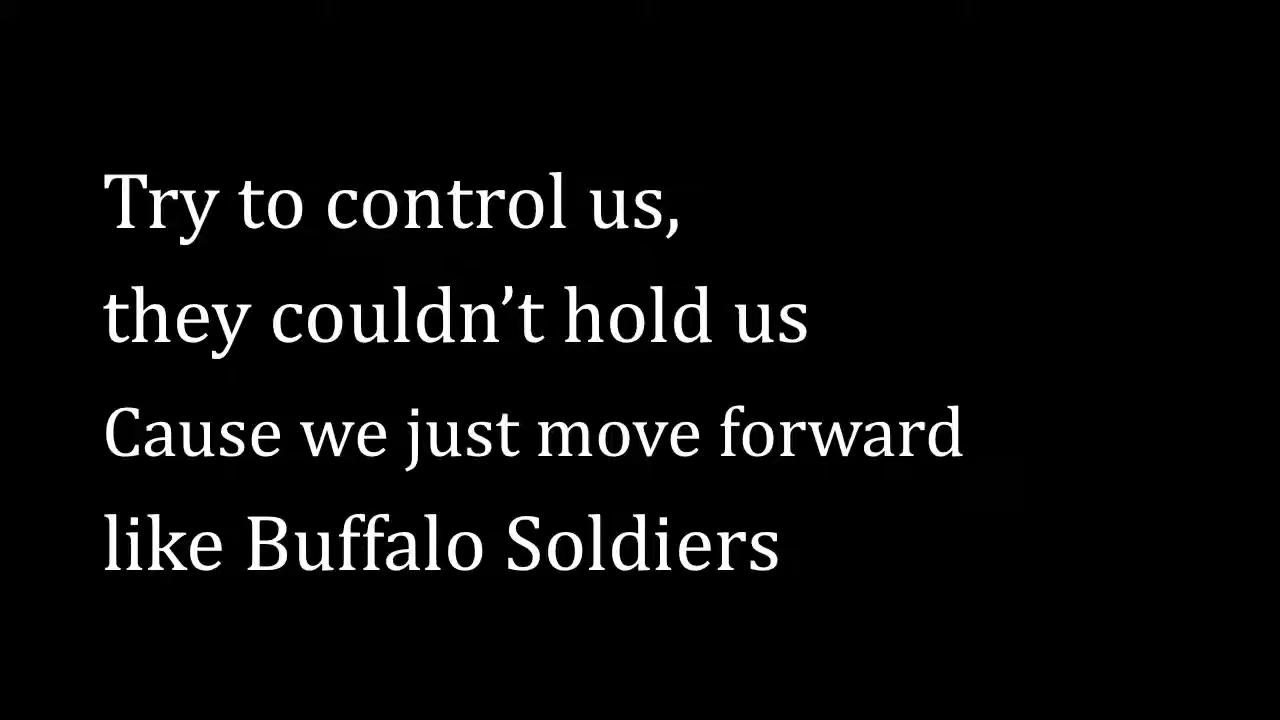 Try to control us,
they couldn’t hold us
Cause we just move forward
like Buffalo Soldiers